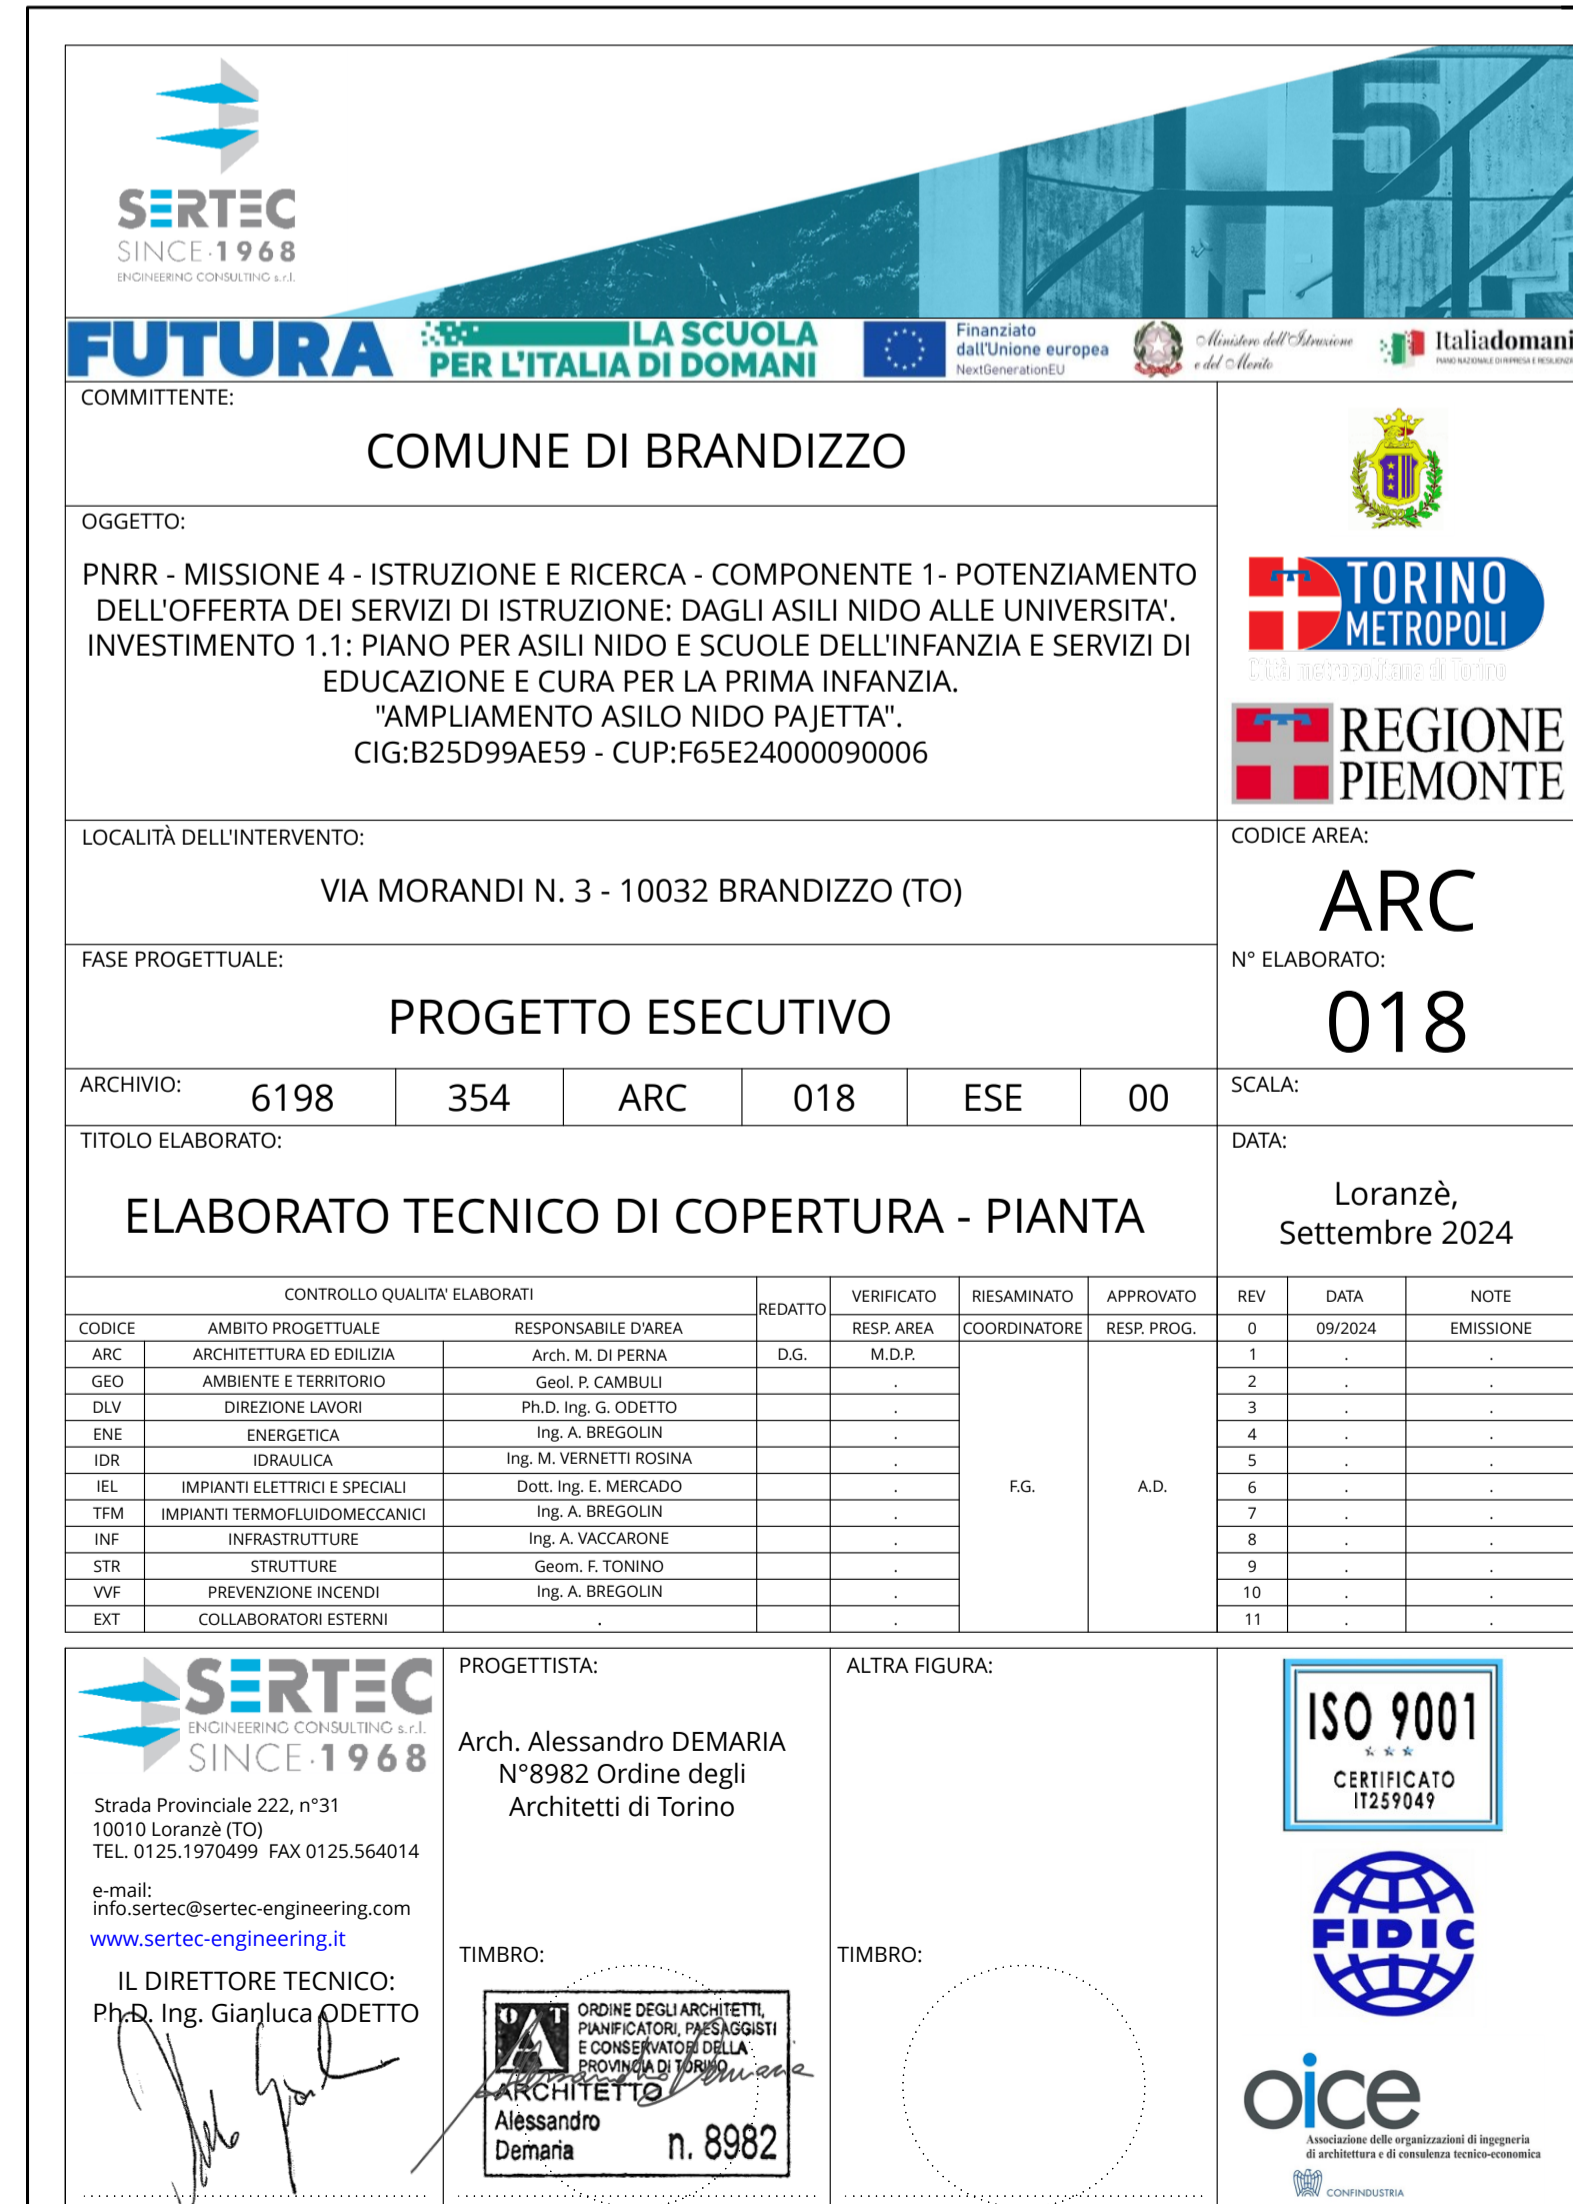 SERTEC
SINCE·1968
ENGINEERING CONSULTING s.r.l.
5
FUTURA
LA SCUOLA
PER L'ITALIA DI DOMANI
Finanziato
dall'Unione europea
NextGenerationEU
Ministero dell'Istruzione
e del Merito
Italiadomani
PIANO NAZIONALE DI RIPRESA E RESILIENZA
COMMITTENTE:
COMUNE DI BRANDIZZO
OGGETTO:
PNRR - MISSIONE 4 - ISTRUZIONE E RICERCA - COMPONENTE 1- POTENZIAMENTO
DELL'OFFERTA DEI SERVIZI DI ISTRUZIONE: DAGLI ASILI NIDO ALLE UNIVERSITA'.
INVESTIMENTO 1.1: PIANO PER ASILI NIDO E SCUOLE DELL'INFANZIA E SERVIZI DI
EDUCAZIONE E CURA PER LA PRIMA INFANZIA.
"AMPLIAMENTO ASILO NIDO PAJETTA".
CIG:B25D99AE59 - CUP:F65E24000090006
TORINO
METROPOLI
Città metropolitana di Torino
REGIONE
PIEMONTE
LOCALITÀ DELL'INTERVENTO:
VIA MORANDI N. 3 - 10032 BRANDIZZO (TO)
CODICE AREA:
ARC
FASE PROGETTUALE:
PROGETTO ESECUTIVO
N° ELABORATO:
018
ARCHIVIO: 6198 354 ARC 018 ESE 00
SCALA:
TITOLO ELABORATO:
ELABORATO TECNICO DI COPERTURA - PIANTA
DATA:
Loranzè,
Settembre 2024
CONTROLLO QUALITA' ELABORATI REDATTO VERIFICATO RIESAMINATO APPROVATO REV DATA NOTE
CODICE AMBITO PROGETTUALE RESPONSABILE D'AREA RESP. AREA COORDINATORE RESP. PROG. 0 09/2024 EMISSIONE
ARC ARCHITETTURA ED EDILIZIA Arch. M. DI PERNA D.G. M.D.P. 1 . .
GEO AMBIENTE E TERRITORIO Geol. P. CAMBULI . 2 . .
DLV DIREZIONE LAVORI Ph.D. Ing. G. ODETTO . 3 . .
ENE ENERGETICA Ing. A. BREGOLIN . 4 . .
IDR IDRAULICA Ing. M. VERNETTI ROSINA . 5 . .
IEL IMPIANTI ELETTRICI E SPECIALI Dott. Ing. E. MERCADO . F.G. A.D. 6 . .
TFM IMPIANTI TERMOFLUIDOMECCANICI Ing. A. BREGOLIN . 7 . .
INF INFRASTRUTTURE Ing. A. VACCARONE . 8 . .
STR STRUTTURE Geom. F. TONINO . 9 . .
VVF PREVENZIONE INCENDI Ing. A. BREGOLIN . 10 . .
EXT COLLABORATORI ESTERNI . . 11 . .
SERTEC
ENGINEERING CONSULTING s.r.l.
SINCE·1968
Strada Provinciale 222, n°31
10010 Loranzè (TO)
TEL. 0125.1970499 FAX 0125.564014
e-mail:
info.sertec@sertec-engineering.com
www.sertec-engineering.it
IL DIRETTORE TECNICO:
Ph.D. Ing. Gianluca ODETTO
PROGETTISTA:
Arch. Alessandro DEMARIA
N°8982 Ordine degli
Architetti di Torino
TIMBRO:
OAT
ORDINE DEGLI ARCHITETTI,
PIANIFICATORI, PAESAGGISTI
E CONSERVATORI DELLA
PROVINCIA DI TORINO
ARCHITETTO
Alessandro
Demaria
n. 8982
Alessandro Demaria
ALTRA FIGURA:
TIMBRO:
ISO 9001
CERTIFICATO
IT259049
FIDIC
oice
Associazione delle organizzazioni di ingegneria
di architettura e di consulenza tecnico-economica
CONFINDUSTRIA